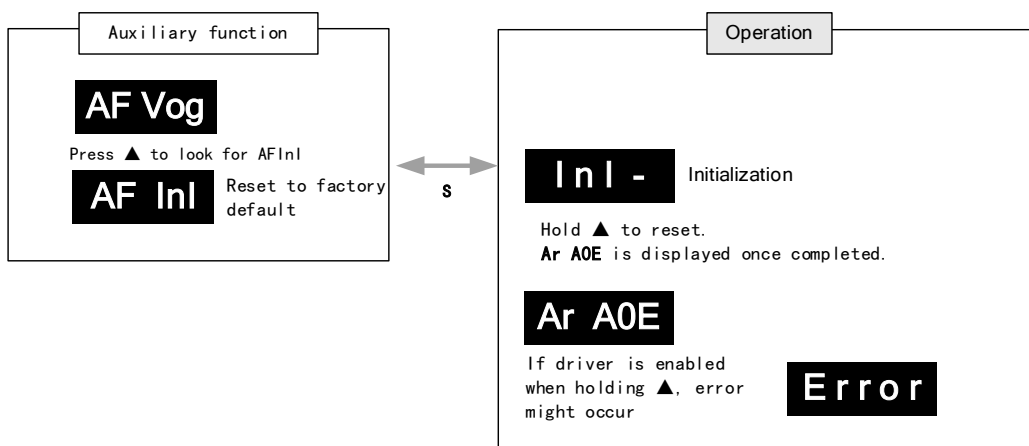 Auxiliary function
AF Vog
Press ▲ to look for AFInI
AF InI
Reset to factory
default
S
Operation
InI -
Initialization
Hold ▲ to reset.
Ar A0E is displayed once completed.
Ar A0E
If driver is enabled
when holding ▲, error
might occur
Error